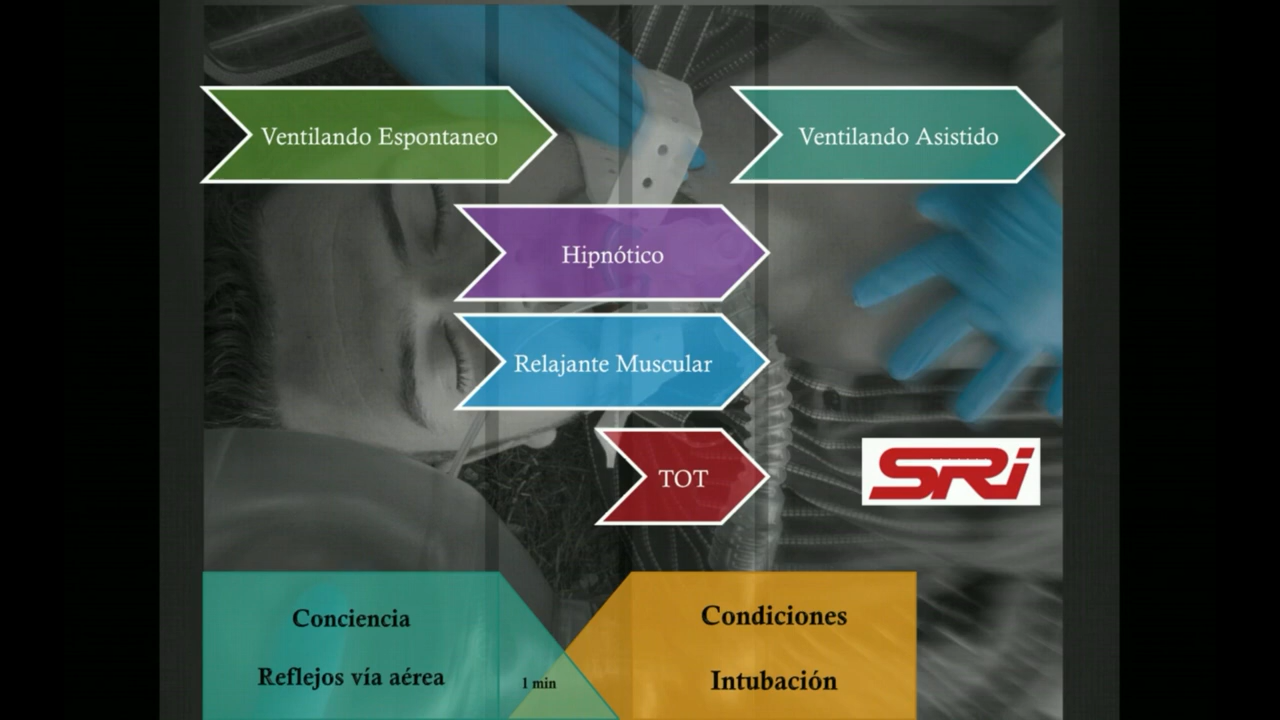 Ventilando Espontaneo
Ventilando Asistido
Hipnótico
Relajante Muscular
TOT
SRi
Conciencia
Reflejos vía aérea
1 min
Condiciones
Intubación